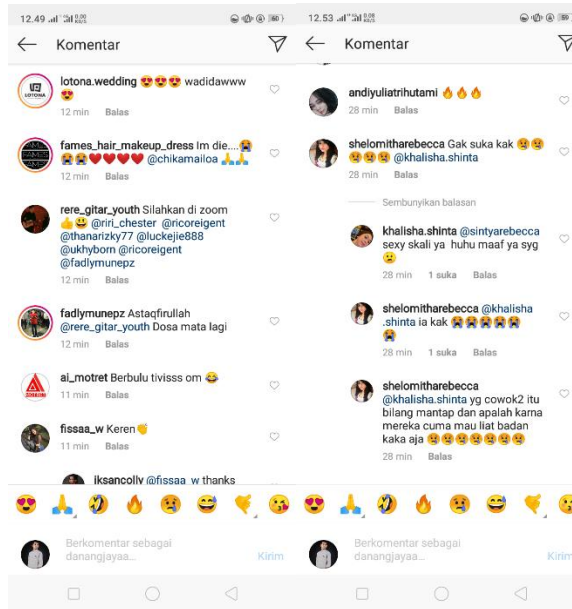 12.49
Komentar
lotona.wedding 😍😍😍 wadidawww
😍
12 min Balas
fames_hair_makeup_dress Im die....😭
😭😭❤️❤️❤️❤️ @chikamailoa 🙏🙏
12 min Balas
rere_gitar_youth Silahkan di zoom
👍😃 @riri_chester @ricoreigent
@thanarizky77 @luckejie888
@ukhyborn @ricoreigent
@fadlymunepz
12 min Balas
fadlymunepz Astaqfirullah
@rere_gitar_youth Dosa mata lagi
12 min Balas
ai_motret Berbulu tivisss om 😂
11 min Balas
fissaa_w Keren👏
11 min Balas
iksancolly @fissaa_w thanks
Berkomentar sebagai
danangjayaa...
Kirim
12.53
Komentar
andiyuliatrihutami 🔥🔥🔥
28 min Balas
shelomitharebecca Gak suka kak 😢😢
😢😢😢 @khalisha.shinta
28 min Balas
Sembunyikan balasan
khalisha.shinta @sintyarebecca
sexy skali ya huhu maaf ya syg
😟
28 min 1 suka Balas
shelomitharebecca @khalisha
.shinta ia kak 😭😭😭😭😭
😭
28 min 1 suka Balas
shelomitharebecca
@khalisha.shinta yg cowok2 itu
bilang mantap dan apalah karna
mereka cuma mau liat badan
kaka aja 😢😢😢😢😢😢😢
28 min Balas
Berkomentar sebagai
danangjayaa...
Kirim